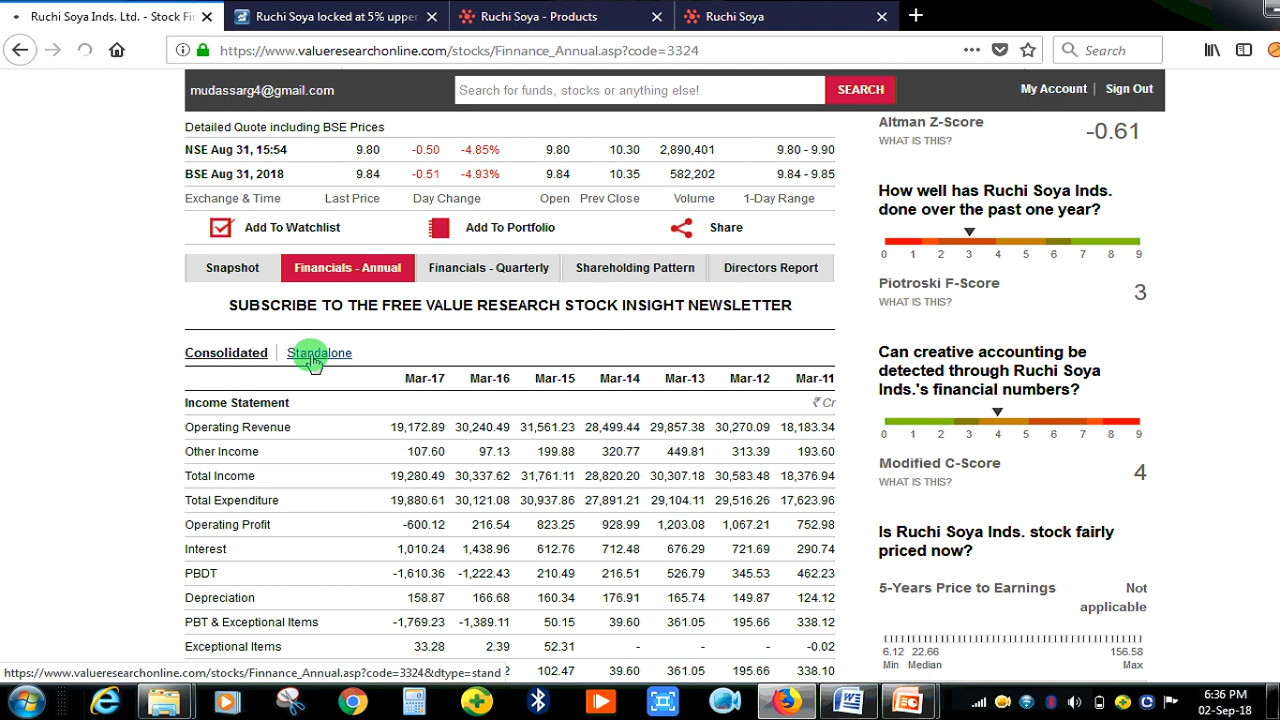 Ruchi Soya Inds. Ltd. - Stock Fi
Ruchi Soya locked at 5% upper
Ruchi Soya - Products
Ruchi Soya
https://www.valueresearchonline.com/stocks/Finnance_Annual.asp?code=3324
Search
mudassarg4@gmail.com
Search for funds, stocks or anything else!
SEARCH
My Account | Sign Out
Detailed Quote including BSE Prices
NSE Aug 31, 15:54 9.80 -0.50 -4.85% 9.80 10.30 2,890,401 9.80 - 9.90
BSE Aug 31, 2018 9.84 -0.51 -4.93% 9.84 10.35 582,202 9.84 - 9.85
Exchange & Time Last Price Day Change Open Prev Close Volume 1-Day Range
Add To Watchlist Add To Portfolio Share
Snapshot Financials - Annual Financials - Quarterly Shareholding Pattern Directors Report
SUBSCRIBE TO THE FREE VALUE RESEARCH STOCK INSIGHT NEWSLETTER
Consolidated | Standalone
Mar-17 Mar-16 Mar-15 Mar-14 Mar-13 Mar-12 Mar-11
Income Statement ₹ Cr
Operating Revenue 19,172.88 30,240.49 31,561.23 28,499.44 29,857.38 30,270.09 18,183.34
Other Income 107.60 97.13 199.88 320.77 449.81 313.39 193.60
Total Income 19,280.49 30,337.62 31,761.11 28,820.20 30,307.18 30,583.48 18,376.94
Total Expenditure 19,880.61 30,121.08 30,937.86 27,891.21 29,104.11 29,516.26 17,623.96
Operating Profit -600.12 216.54 823.25 928.99 1,203.08 1,067.21 752.98
Interest 1,010.24 1,438.96 612.76 712.48 676.29 721.69 290.74
PBDT -1,610.36 -1,222.43 210.49 216.51 526.79 345.53 462.23
Depreciation 158.87 166.68 160.34 176.91 165.74 149.87 124.12
PBT & Exceptional Items -1,769.23 -1,389.11 50.15 39.60 361.05 195.66 338.12
Exceptional Items 33.28 2.39 52.31 - - - -0.02
102.47 39.60 361.05 195.66 338.10
Altman Z-Score -0.61
WHAT IS THIS?
How well has Ruchi Soya Inds.
done over the past one year?
0 1 2 3 4 5 6 7 8 9
Piotroski F-Score 3
WHAT IS THIS?
Can creative accounting be
detected through Ruchi Soya
Inds.'s financial numbers?
0 1 2 3 4 5 6 7 8 9
Modified C-Score 4
WHAT IS THIS?
Is Ruchi Soya Inds. stock fairly
priced now?
5-Years Price to Earnings Not
applicable
6.12 22.66 156.58
Min Median Max
https://www.valueresearchonline.com/stocks/Finnance_Annual.asp?code=3324&dtype=stand
6:36 PM
02-Sep-18